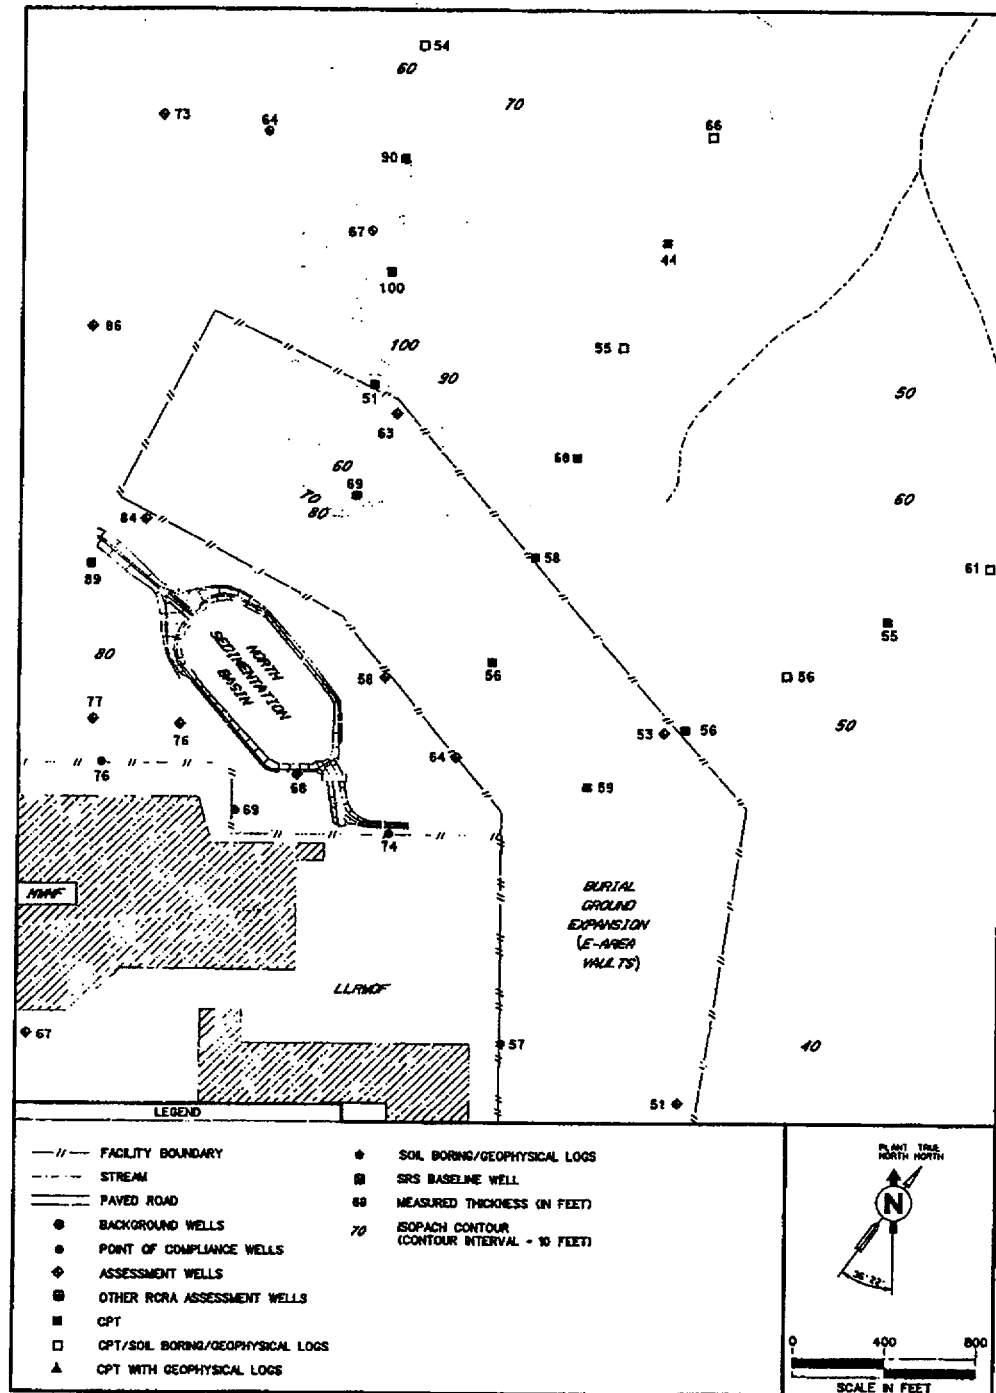 54
60
70
73
64
66
90
67
44
100
86
100
55
90
50
51
63
68
60
69
70
80
60
84
58
61
89
55
NORTH
SEDIMENTATION
BASIN
80
58
56
56
77
76
50
53
56
64
76
68
59
69
74
MWMF
BURIAL
GROUND
EXPANSION
(E-AREA
VAULTS)
LLRWDF
67
57
40
51
LEGEND
FACILITY BOUNDARY
STREAM
PAVED ROAD
BACKGROUND WELLS
POINT OF COMPLIANCE WELLS
ASSESSMENT WELLS
OTHER RCRA ASSESSMENT WELLS
CPT
CPT/SOIL BORING/GEOPHYSICAL LOGS
CPT WITH GEOPHYSICAL LOGS
SOIL BORING/GEOPHYSICAL LOGS
SRS BASELINE WELL
68 MEASURED THICKNESS (IN FEET)
70 ISOPACH CONTOUR
(CONTOUR INTERVAL - 10 FEET)
PLANT TRUE
NORTH NORTH
N
36°22'
0 400 800
SCALE IN FEET